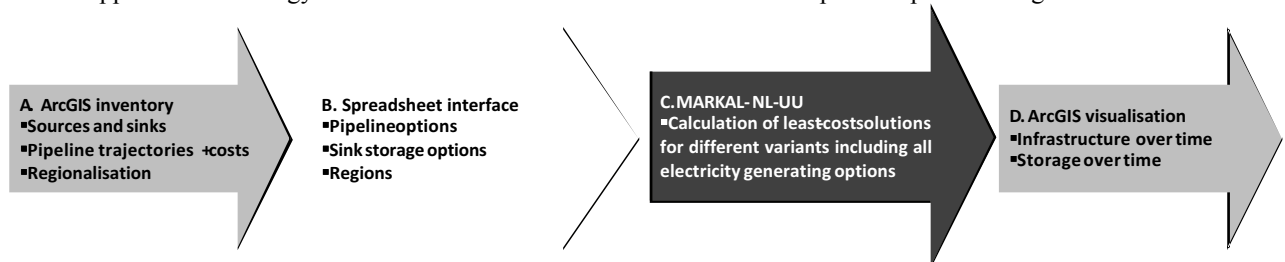 A. ArcGIS inventory
▪Sources and sinks
▪Pipeline trajectories +costs
▪Regionalisation
B. Spreadsheet interface
▪Pipelineoptions
▪Sink storage options
▪Regions
C.MARKAL-NL-UU
▪Calculation of least-costsolutions
for different variants including all
electricity generating options
D. ArcGIS visualisation
▪Infrastructure over time
▪Storage over time